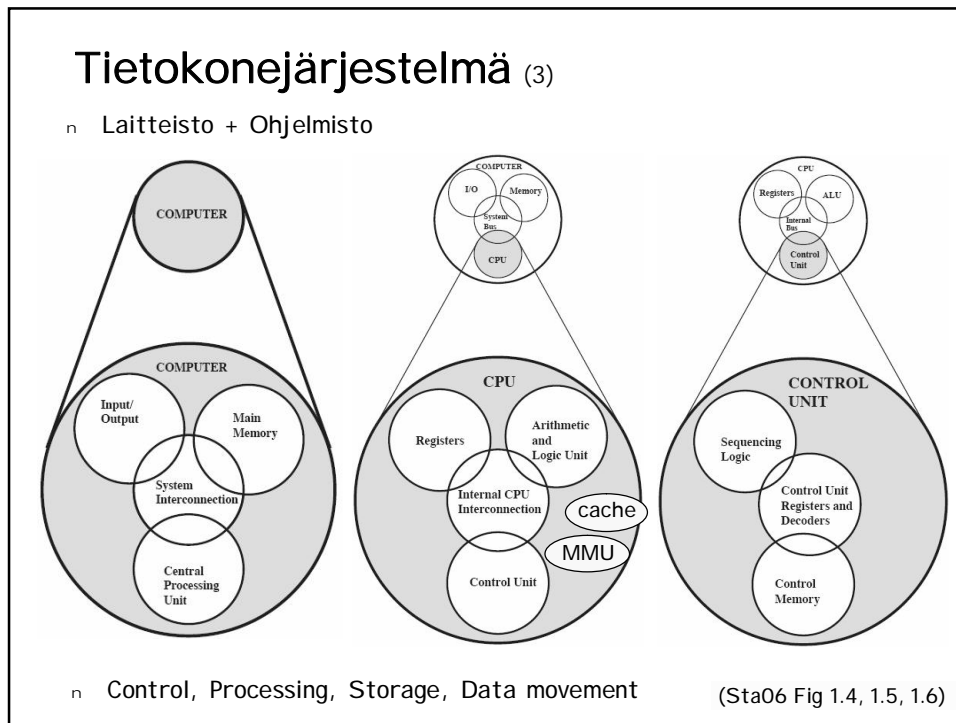 Tietokonejärjestelmä (3)
n Laitteisto + Ohjelmisto
COMPUTER
COMPUTER
Input/
Output
Main
Memory
System
Interconnection
Central
Processing
Unit
COMPUTER
I/O
Memory
System
Bus
CPU
CPU
Registers
Arithmetic
and
Logic Unit
Internal CPU
Interconnection
cache
MMU
Control Unit
CPU
Registers
ALU
Internal
Bus
Control
Unit
CONTROL
UNIT
Sequencing
Logic
Control Unit
Registers and
Decoders
Control
Memory
n Control, Processing, Storage, Data movement
(Sta06 Fig 1.4, 1.5, 1.6)